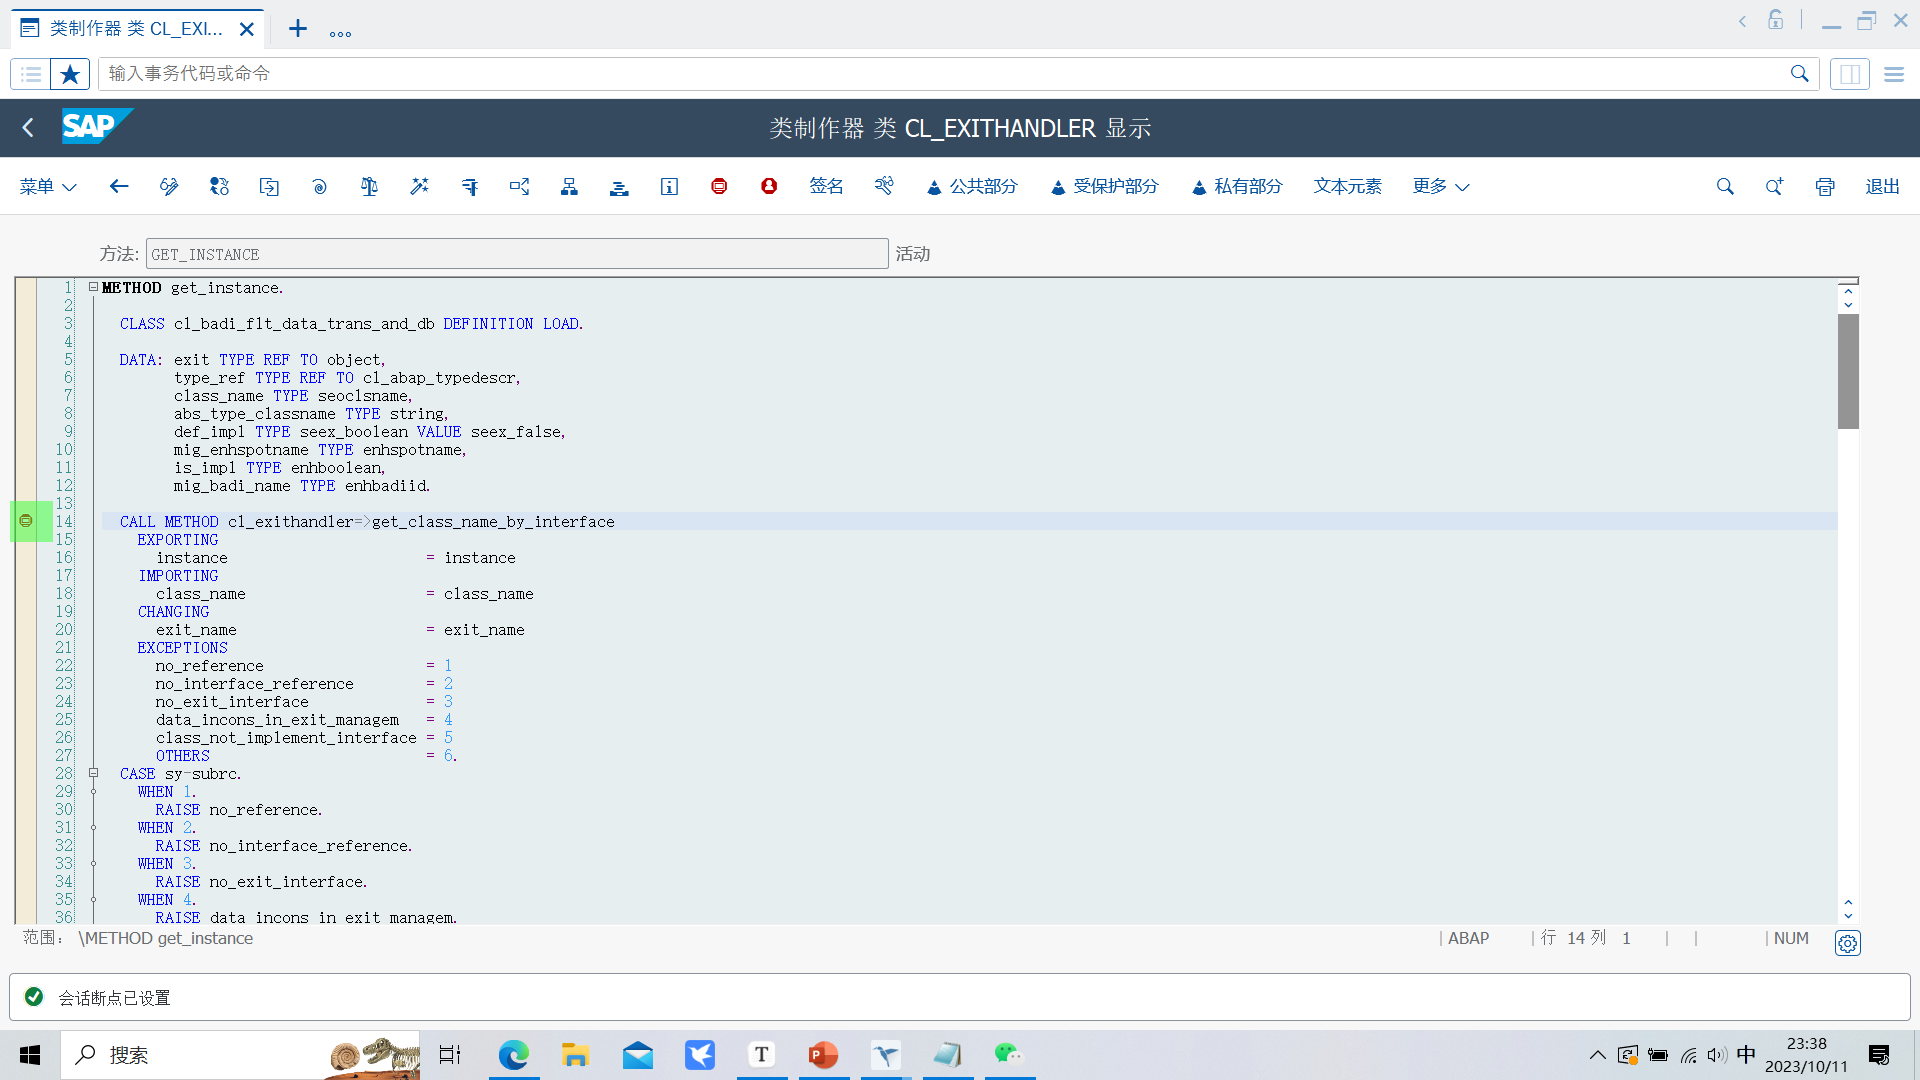 类制作器 类 CL_EXI...
输入事务代码或命令
SAP
类制作器 类 CL_EXITHANDLER 显示
菜单
签名
公共部分
受保护部分
私有部分
文本元素
更多
退出
方法: GET_INSTANCE 活动
1 METHOD get_instance.
2
3 CLASS cl_badi_flt_data_trans_and_db DEFINITION LOAD.
4
5 DATA: exit TYPE REF TO object,
6 type_ref TYPE REF TO cl_abap_typedescr,
7 class_name TYPE seoclsname,
8 abs_type_classname TYPE string,
9 def_impl TYPE seex_boolean VALUE seex_false,
10 mig_enhspotname TYPE enhspotname,
11 is_impl TYPE enhboolean,
12 mig_badi_name TYPE enhbadiid.
13
14 CALL METHOD cl_exithandler=>get_class_name_by_interface
15 EXPORTING
16 instance = instance
17 IMPORTING
18 class_name = class_name
19 CHANGING
20 exit_name = exit_name
21 EXCEPTIONS
22 no_reference = 1
23 no_interface_reference = 2
24 no_exit_interface = 3
25 data_incons_in_exit_managem = 4
26 class_not_implement_interface = 5
27 OTHERS = 6.
28 CASE sy-subrc.
29 WHEN 1.
30 RAISE no_reference.
31 WHEN 2.
32 RAISE no_interface_reference.
33 WHEN 3.
34 RAISE no_exit_interface.
35 WHEN 4.
36 RAISE data_incons_in_exit_managem.
范围: \METHOD get_instance
ABAP
行 14 列 1
NUM
会话断点已设置
搜索
T
P
中
23:38
2023/10/11